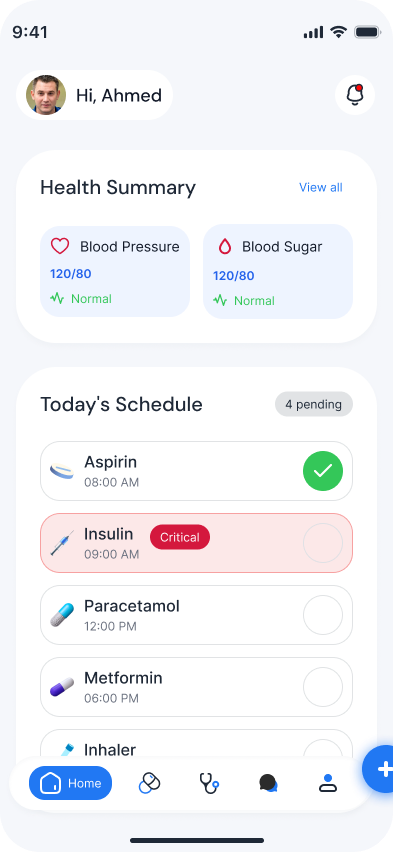 9:41
Hi, Ahmed
Health Summary
View all
Blood Pressure
120/80
Normal
Blood Sugar
120/80
Normal
Today's Schedule
4 pending
Aspirin
08:00 AM
Insulin
Critical
09:00 AM
Paracetamol
12:00 PM
Metformin
06:00 PM
Inhaler
Home